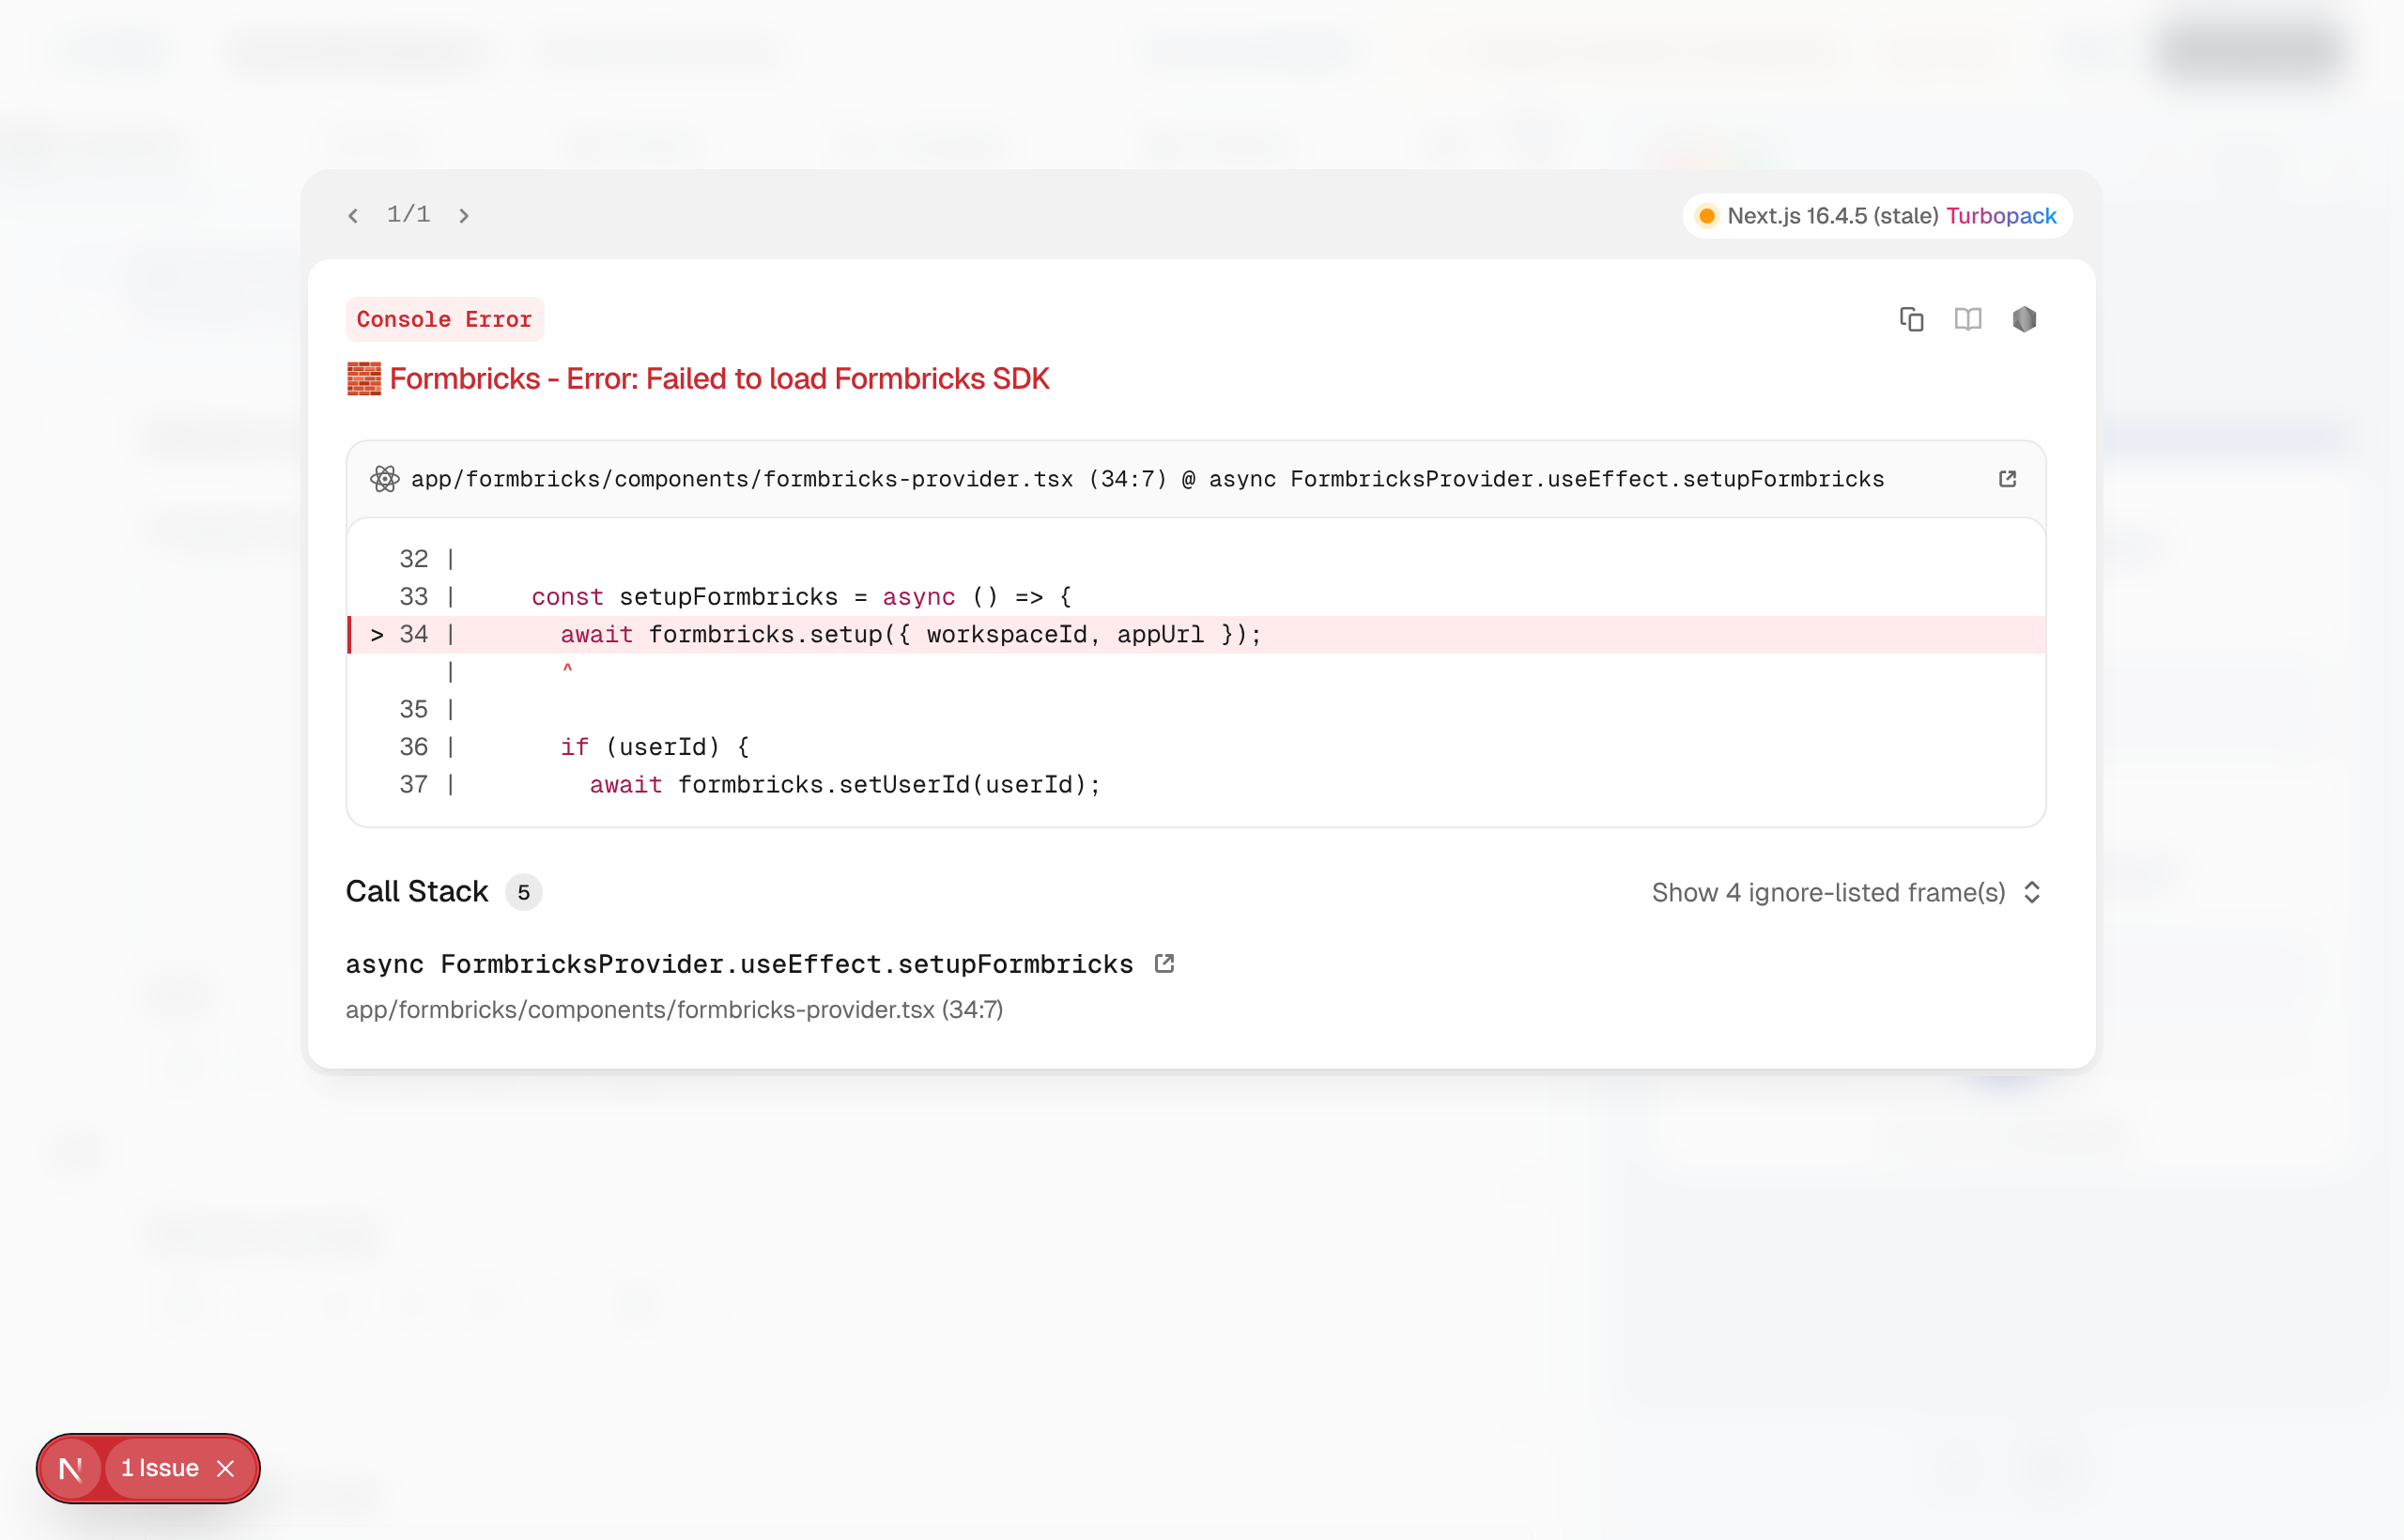 1/1
Next.js 16.4.5 (stale) Turbopack
Console Error
🧱 Formbricks - Error: Failed to load Formbricks SDK
app/formbricks/components/formbricks-provider.tsx (34:7) @ async FormbricksProvider.useEffect.setupFormbricks
32 |
33 |     const setupFormbricks = async () => {
> 34 |       await formbricks.setup({ workspaceId, appUrl });
|       ^
35 |
36 |       if (userId) {
37 |         await formbricks.setUserId(userId);
Call Stack 5
Show 4 ignore-listed frame(s)
async FormbricksProvider.useEffect.setupFormbricks
app/formbricks/components/formbricks-provider.tsx (34:7)
N 1 Issue